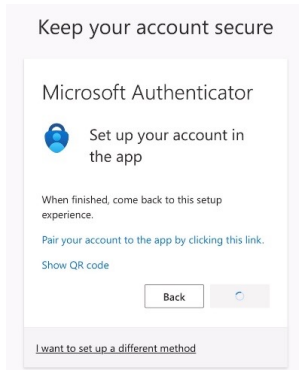 Keep your account secure
Microsoft Authenticator
Set up your account in
the app
When finished, come back to this setup
experience.
Pair your account to the app by clicking this link.
Show QR code
Back
I want to set up a different method